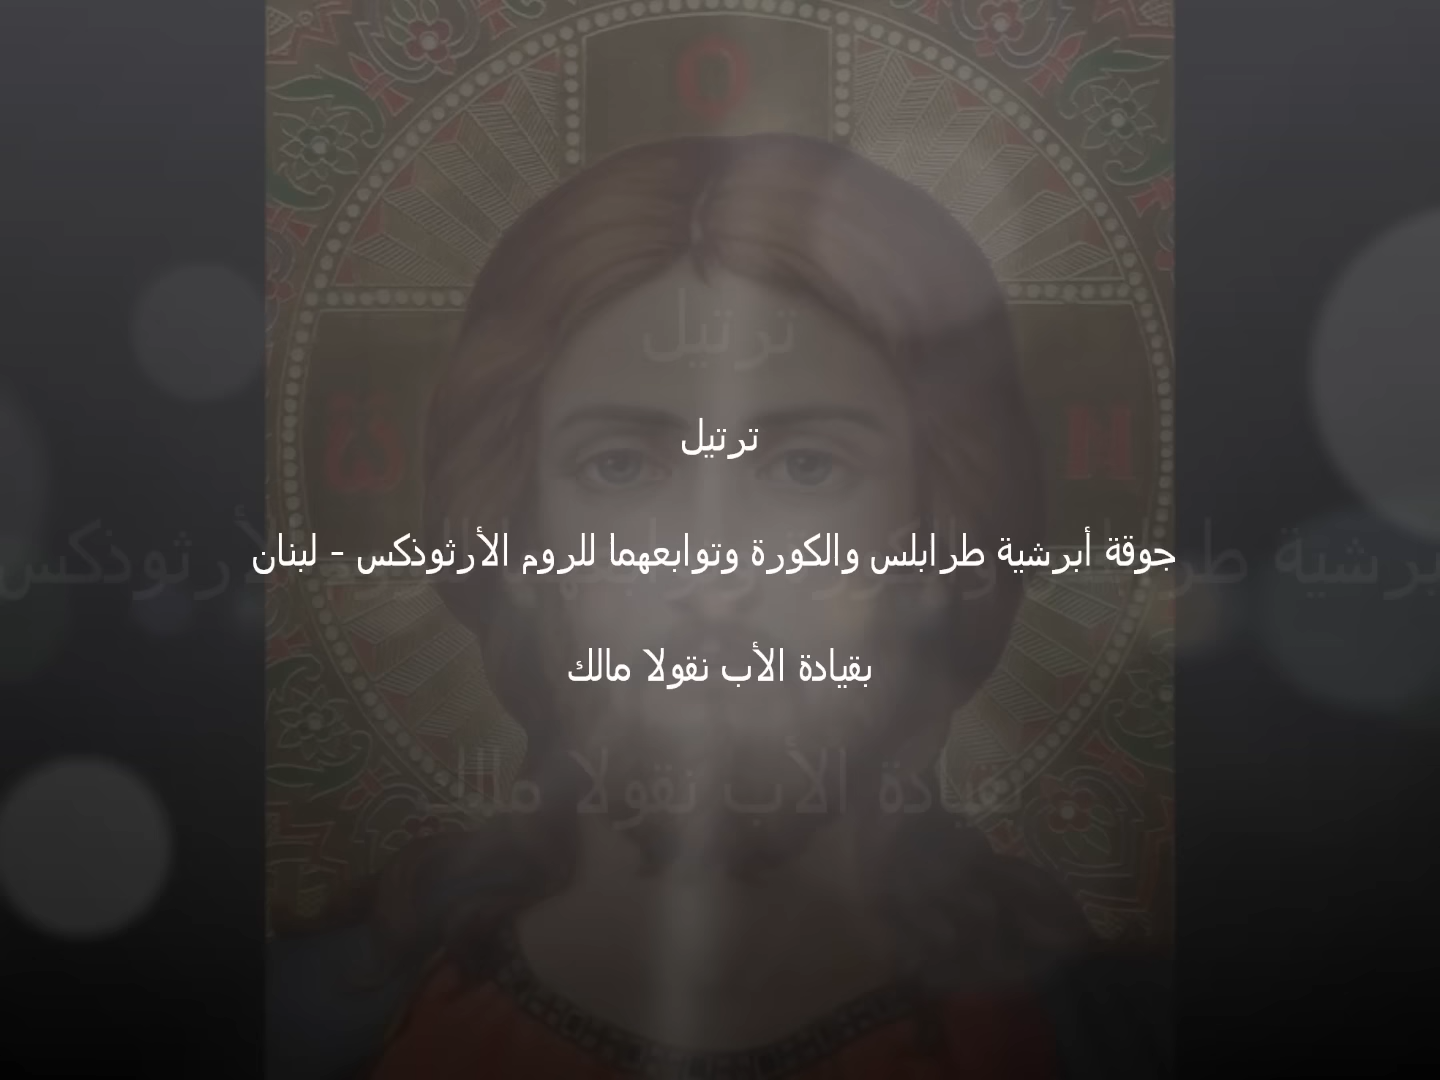 ترتيل
جوقة أبرشية طرابلس والكورة وتوابعهما للروم الأرثوذكس - لبنان
بقيادة الأب نقولا مالك